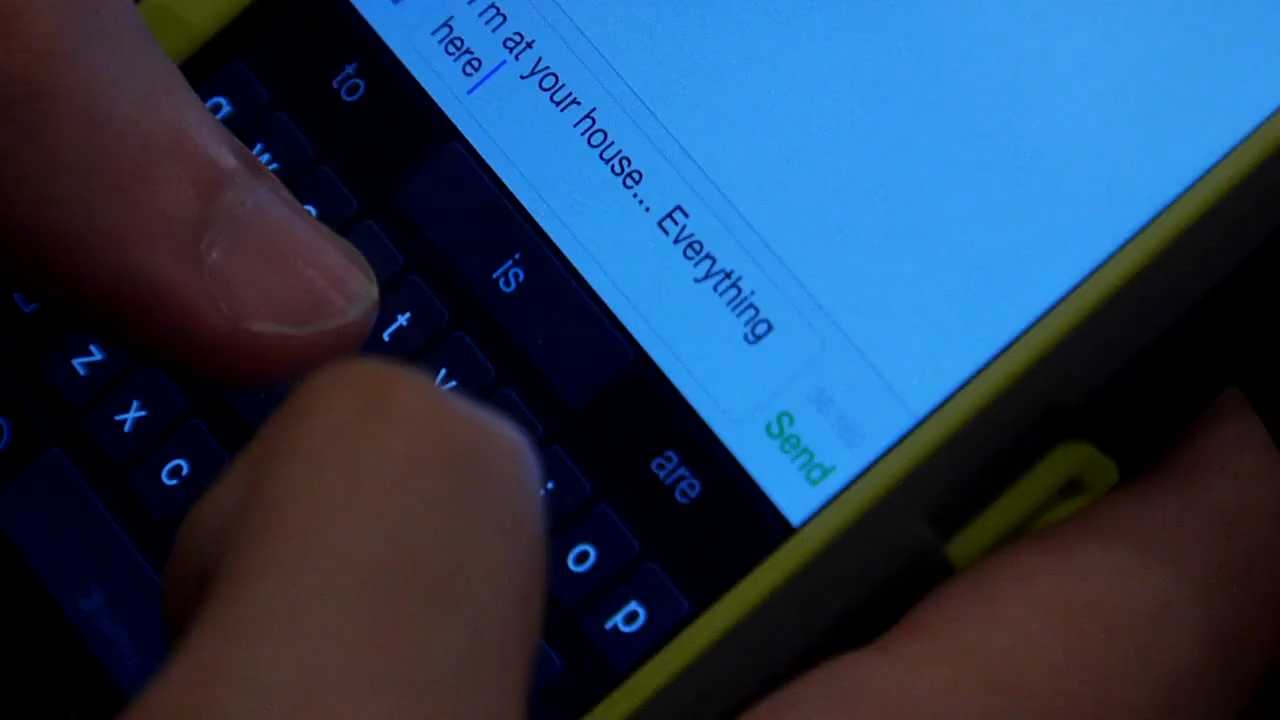 I'm at your house... Everything
here
Send
to is are
q w t y o p
z x c